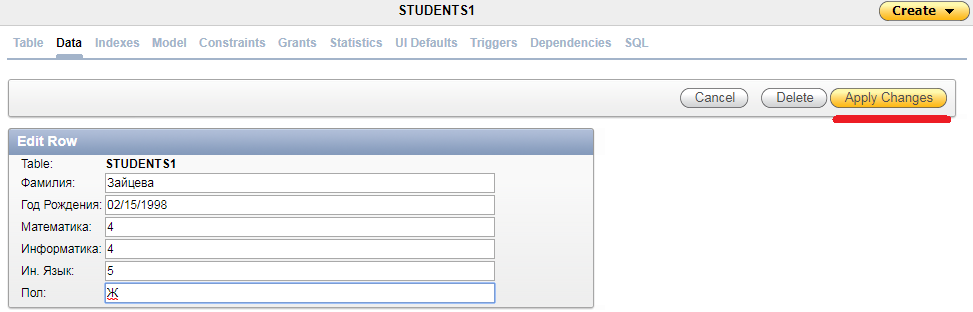 STUDENTS1
Create
Table Data Indexes Model Constraints Grants Statistics UI Defaults Triggers Dependencies SQL
Cancel Delete Apply Changes
Edit Row
Table: STUDENTS1
Фамилия: Зайцева
Год Рождения: 02/15/1998
Математика: 4
Информатика: 4
Ин. Язык: 5
Пол: Ж